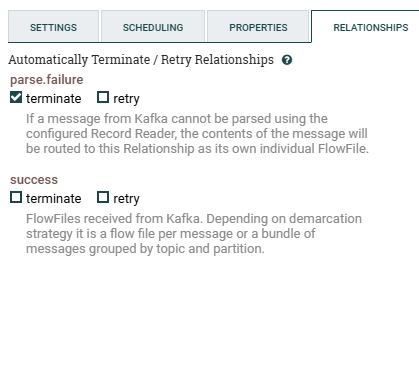 SETTINGS SCHEDULING PROPERTIES RELATIONSHIPS
Automatically Terminate / Retry Relationships ?
parse.failure
terminate retry
If a message from Kafka cannot be parsed using the
configured Record Reader, the contents of the message will
be routed to this Relationship as its own individual FlowFile.
success
terminate retry
FlowFiles received from Kafka. Depending on demarcation
strategy it is a flow file per message or a bundle of
messages grouped by topic and partition.